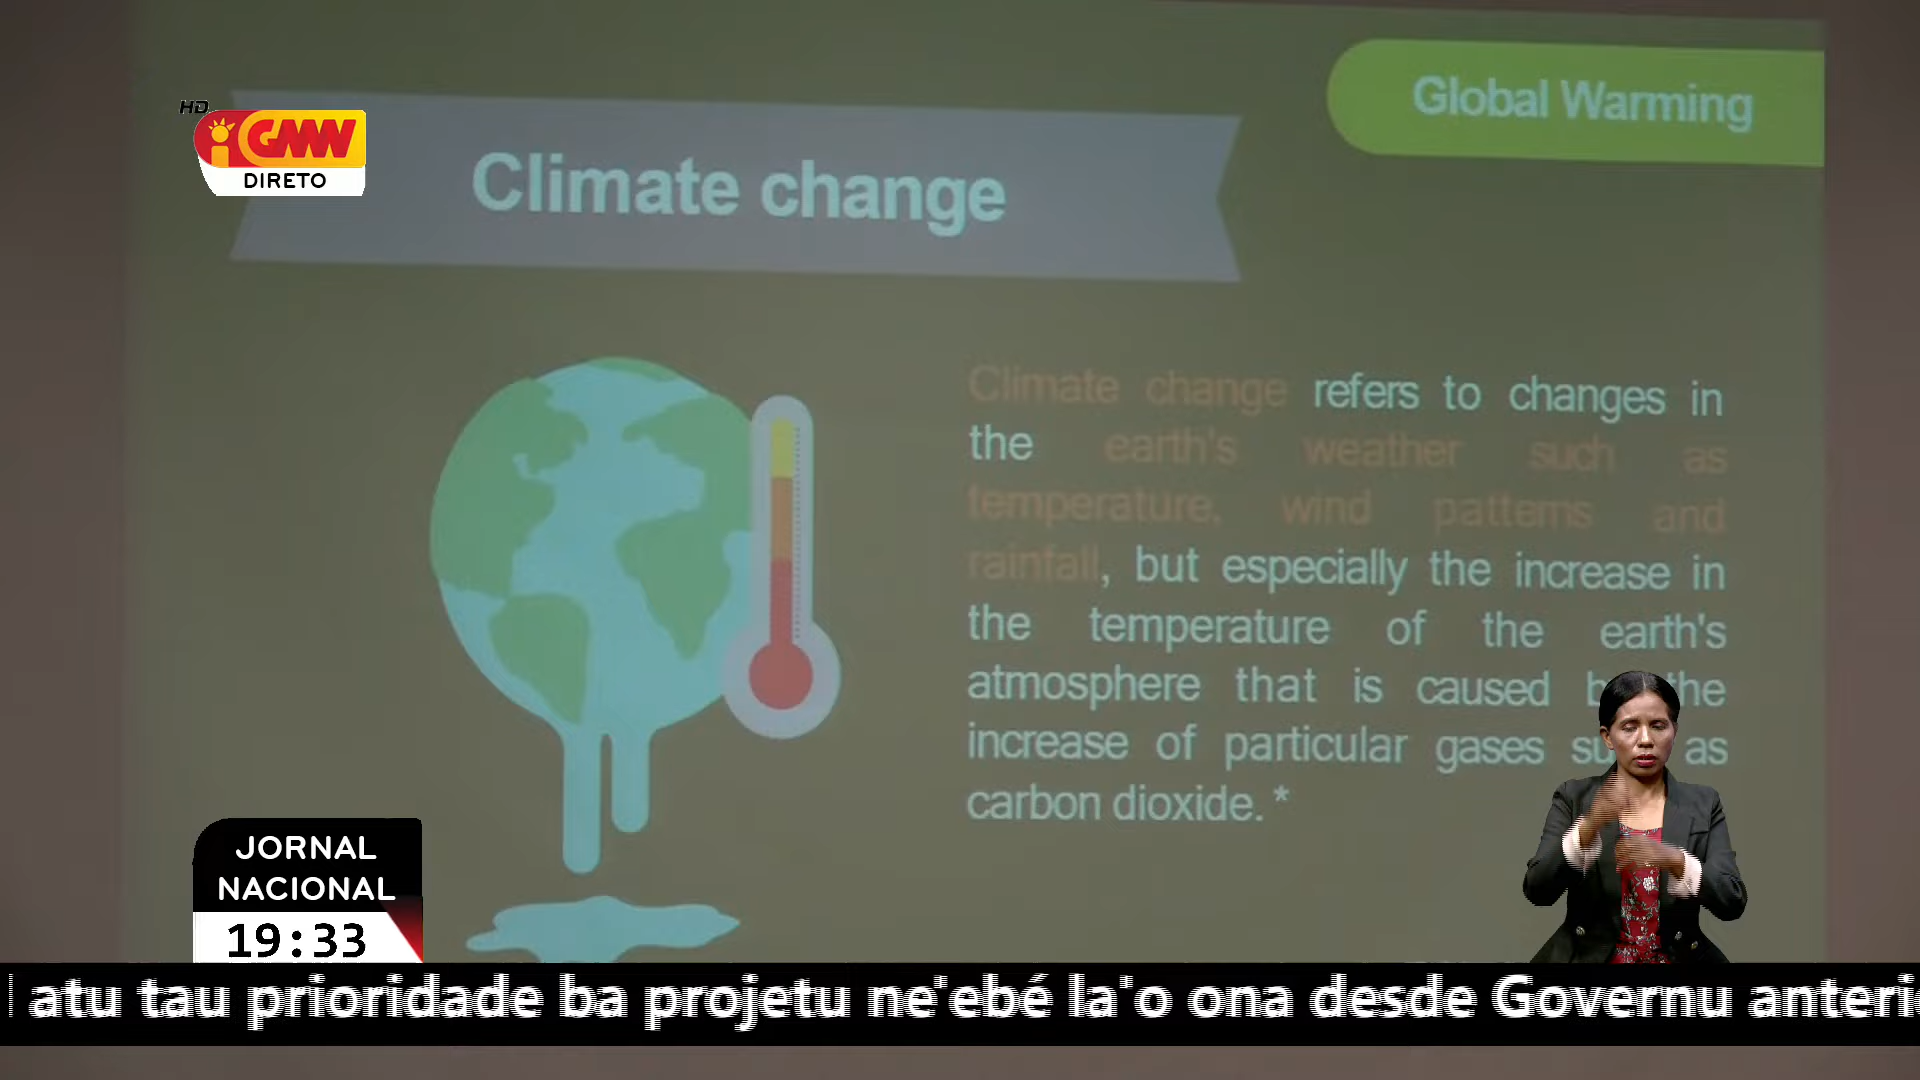 Global Warming
HD
GMN
DIRETO
Climate change
Climate change refers to changes in
the earth's weather such as
temperature, wind patterns and
rainfall, but especially the increase in
the temperature of the earth's
atmosphere that is caused the
increase of particular gases as
carbon dioxide. *
JORNAL
NACIONAL
19:33
atu tau prioridade ba projetu ne'ebé la'o ona desde Governu